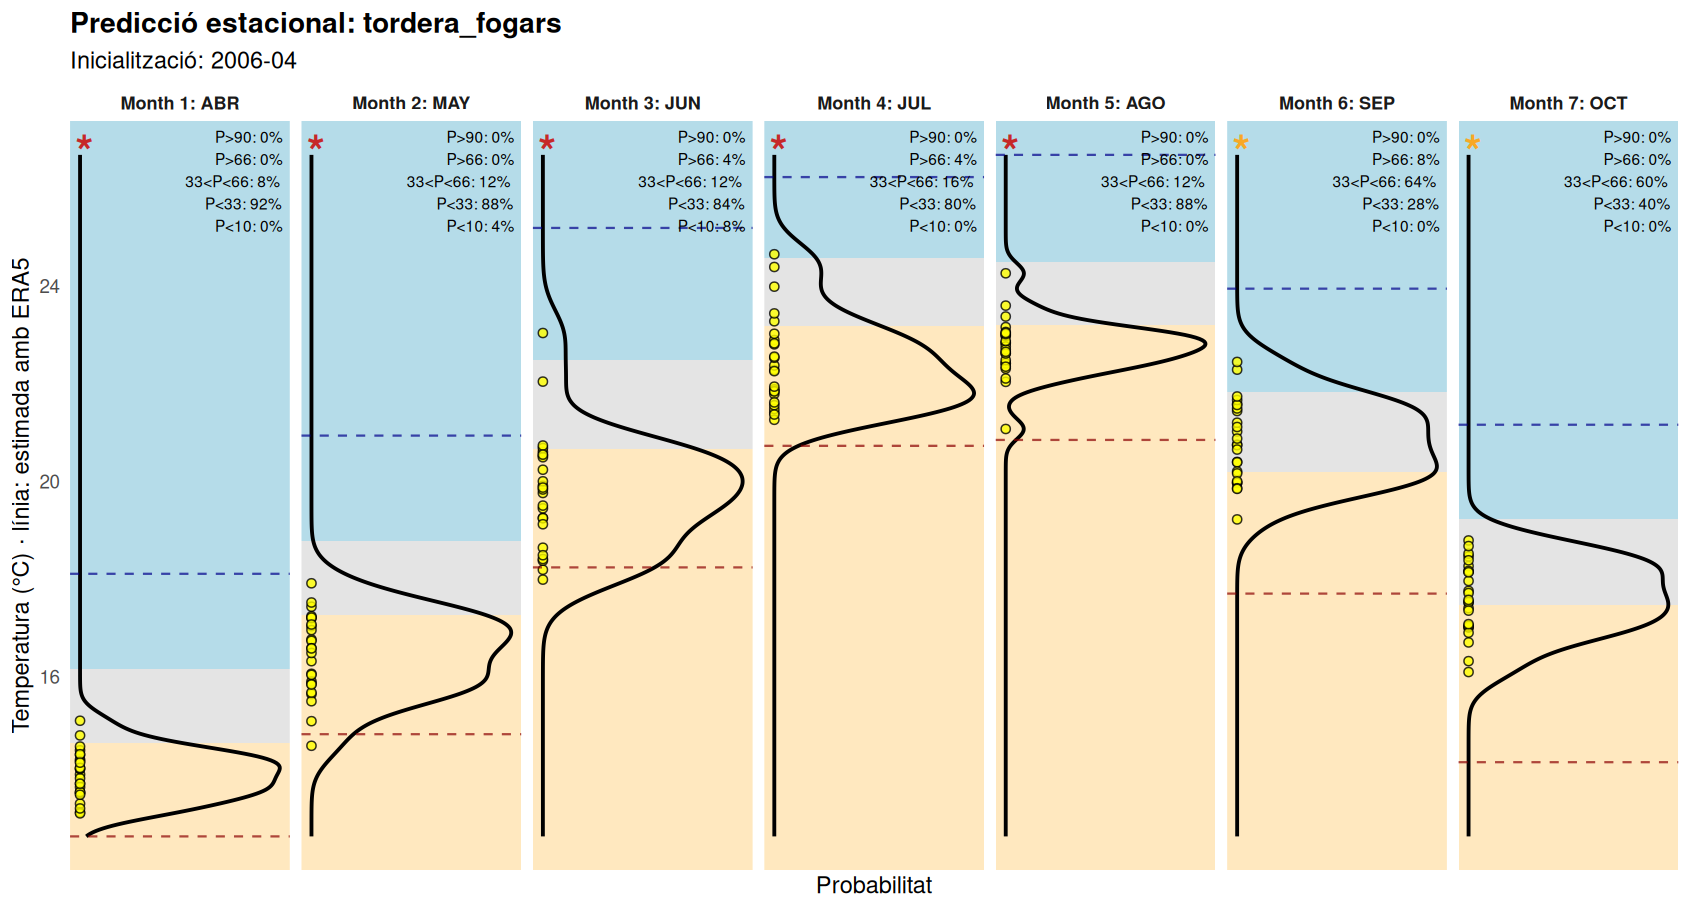 Predicció estacional: tordera_fogars
Inicialització: 2006-04
Month 1: ABR
Month 2: MAY
Month 3: JUN
Month 4: JUL
Month 5: AGO
Month 6: SEP
Month 7: OCT
*
P>90: 0%
P>66: 0%
33<P<66: 8%
P<33: 92%
P<10: 0%
*
P>90: 0%
P>66: 0%
33<P<66: 12%
P<33: 88%
P<10: 4%
*
P>90: 0%
P>66: 4%
33<P<66: 12%
P<33: 84%
P<10: 8%
*
P>90: 0%
P>66: 4%
33<P<66: 16%
P<33: 80%
P<10: 0%
*
P>90: 0%
P>66: 0%
33<P<66: 12%
P<33: 88%
P<10: 0%
*
P>90: 0%
P>66: 8%
33<P<66: 64%
P<33: 28%
P<10: 0%
*
P>90: 0%
P>66: 0%
33<P<66: 60%
P<33: 40%
P<10: 0%
24
20
16
Temperatura (°C) · línia: estimada amb ERA5
Probabilitat